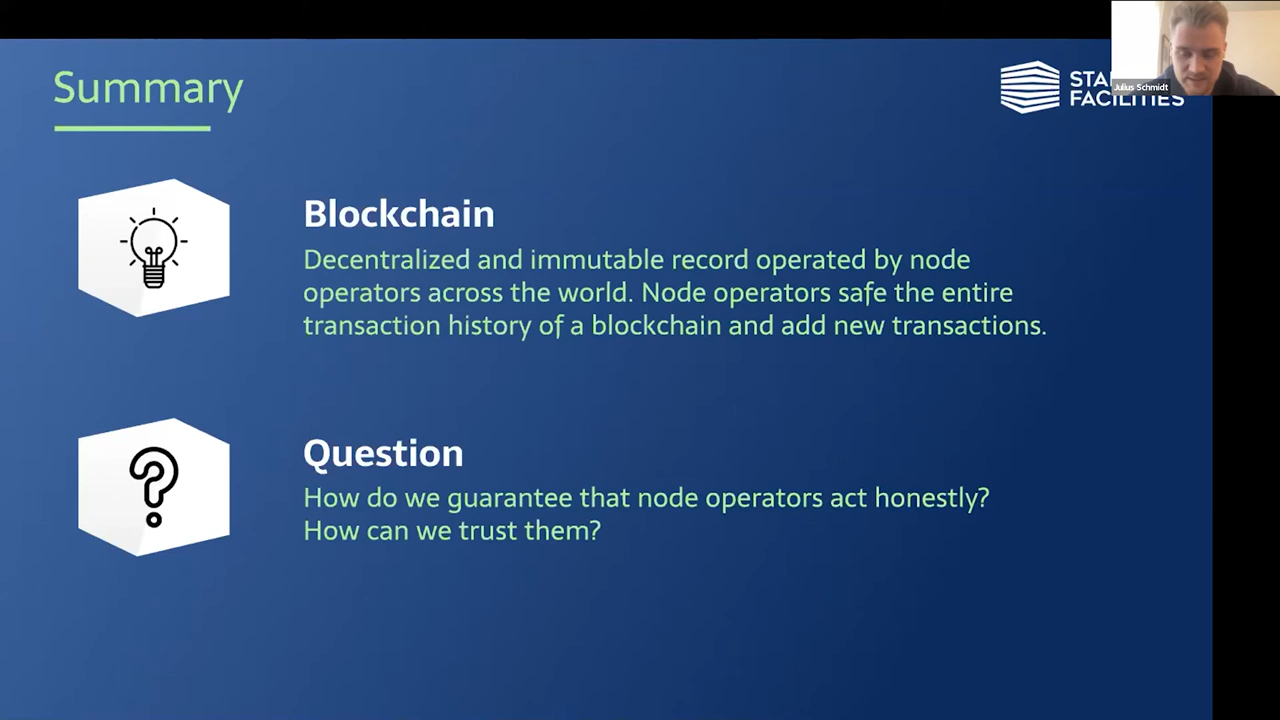 Summary
FACILITIES
Julius Schmidt
Blockchain
Decentralized and immutable record operated by node
operators across the world. Node operators safe the entire
transaction history of a blockchain and add new transactions.
Question
How do we guarantee that node operators act honestly?
How can we trust them?